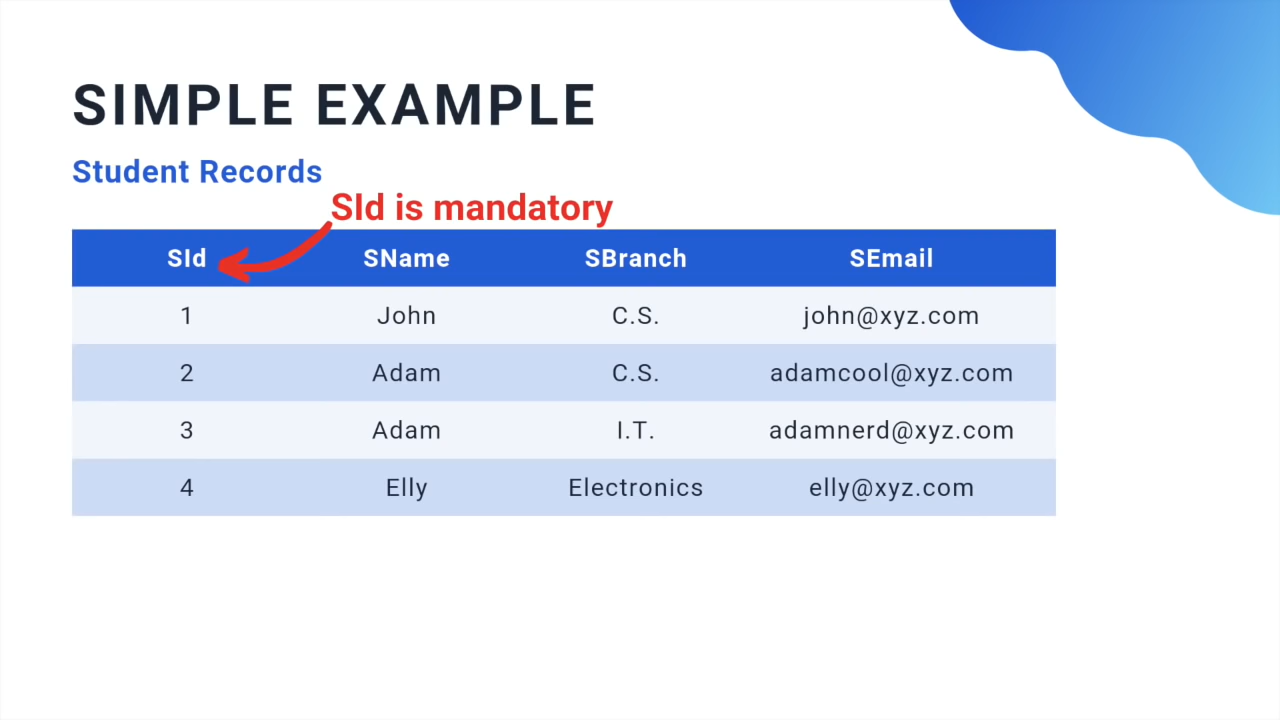 SIMPLE EXAMPLE
Student Records
SId is mandatory
SId SName SBranch SEmail
1 John C.S. john@xyz.com
2 Adam C.S. adamcool@xyz.com
3 Adam I.T. adamnerd@xyz.com
4 Elly Electronics elly@xyz.com